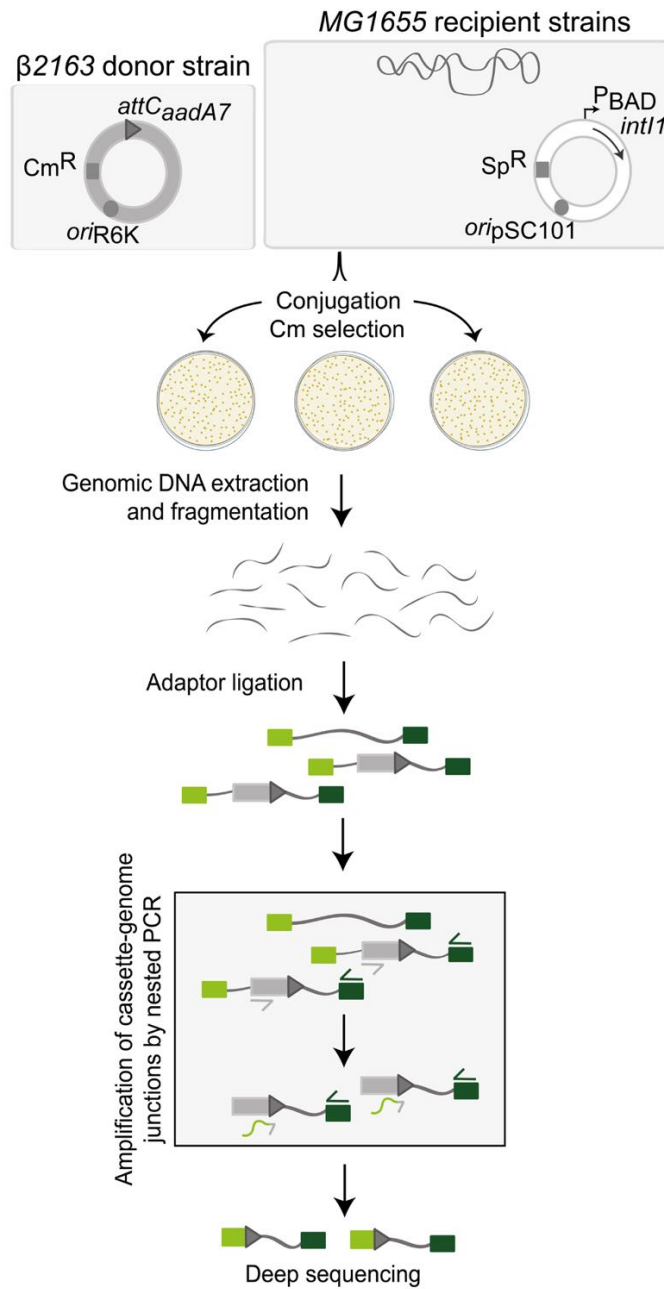 MG1655 recipient strains
β2163 donor strain
attCaadA7
CmR
oriR6K
PBAD
intI1
SpR
oripSC101
Conjugation
Cm selection
Genomic DNA extraction
and fragmentation
Adaptor ligation
Amplification of cassette-genome
junctions by nested PCR
Deep sequencing